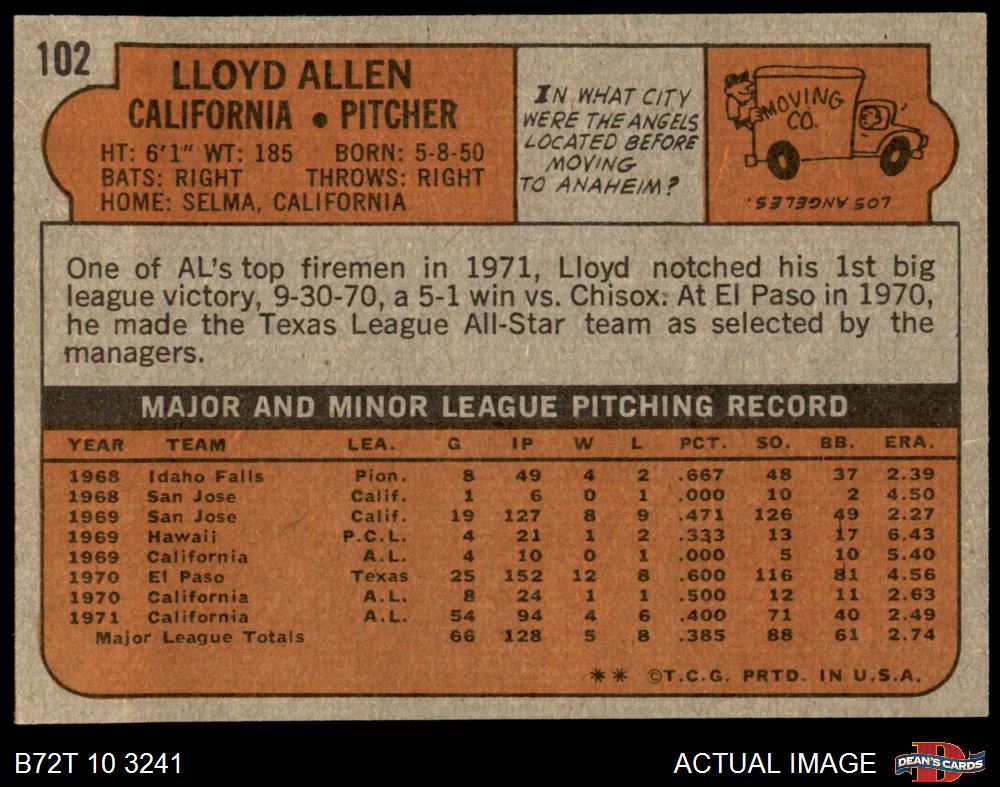 102
LLOYD ALLEN
CALIFORNIA • PITCHER
HT: 6'1" WT: 185 BORN: 5-8-50
BATS: RIGHT THROWS: RIGHT
HOME: SELMA, CALIFORNIA
IN WHAT CITY
WERE THE ANGELS
LOCATED BEFORE
MOVING
TO ANAHEIM?
MOVING
CO.
LOS ANGELES.
One of AL's top firemen in 1971, Lloyd notched his 1st big
league victory, 9-30-70, a 5-1 win vs. Chisox. At El Paso in 1970,
he made the Texas League All-Star team as selected by the
managers.
MAJOR AND MINOR LEAGUE PITCHING RECORD
YEAR TEAM LEA. G IP W L PCT. SO. BB. ERA.
1968 Idaho Falls Pion. 8 49 4 2 .667 48 37 2.39
1968 San Jose Calif. 1 6 0 1 .000 10 2 4.50
1969 San Jose Calif. 19 127 8 9 .471 126 49 2.27
1969 Hawaii P.C.L. 4 21 1 2 .333 13 17 6.43
1969 California A.L. 4 10 0 1 .000 5 10 5.40
1970 El Paso Texas 25 152 12 8 .600 116 81 4.56
1970 California A.L. 8 24 1 1 .500 12 11 2.63
1971 California A.L. 54 94 4 6 .400 71 40 2.49
Major League Totals 66 128 5 8 .385 88 61 2.74
** ©T.C.G. PRTD. IN U.S.A.
B72T 10 3241
ACTUAL IMAGE
DEAN'S CARDS